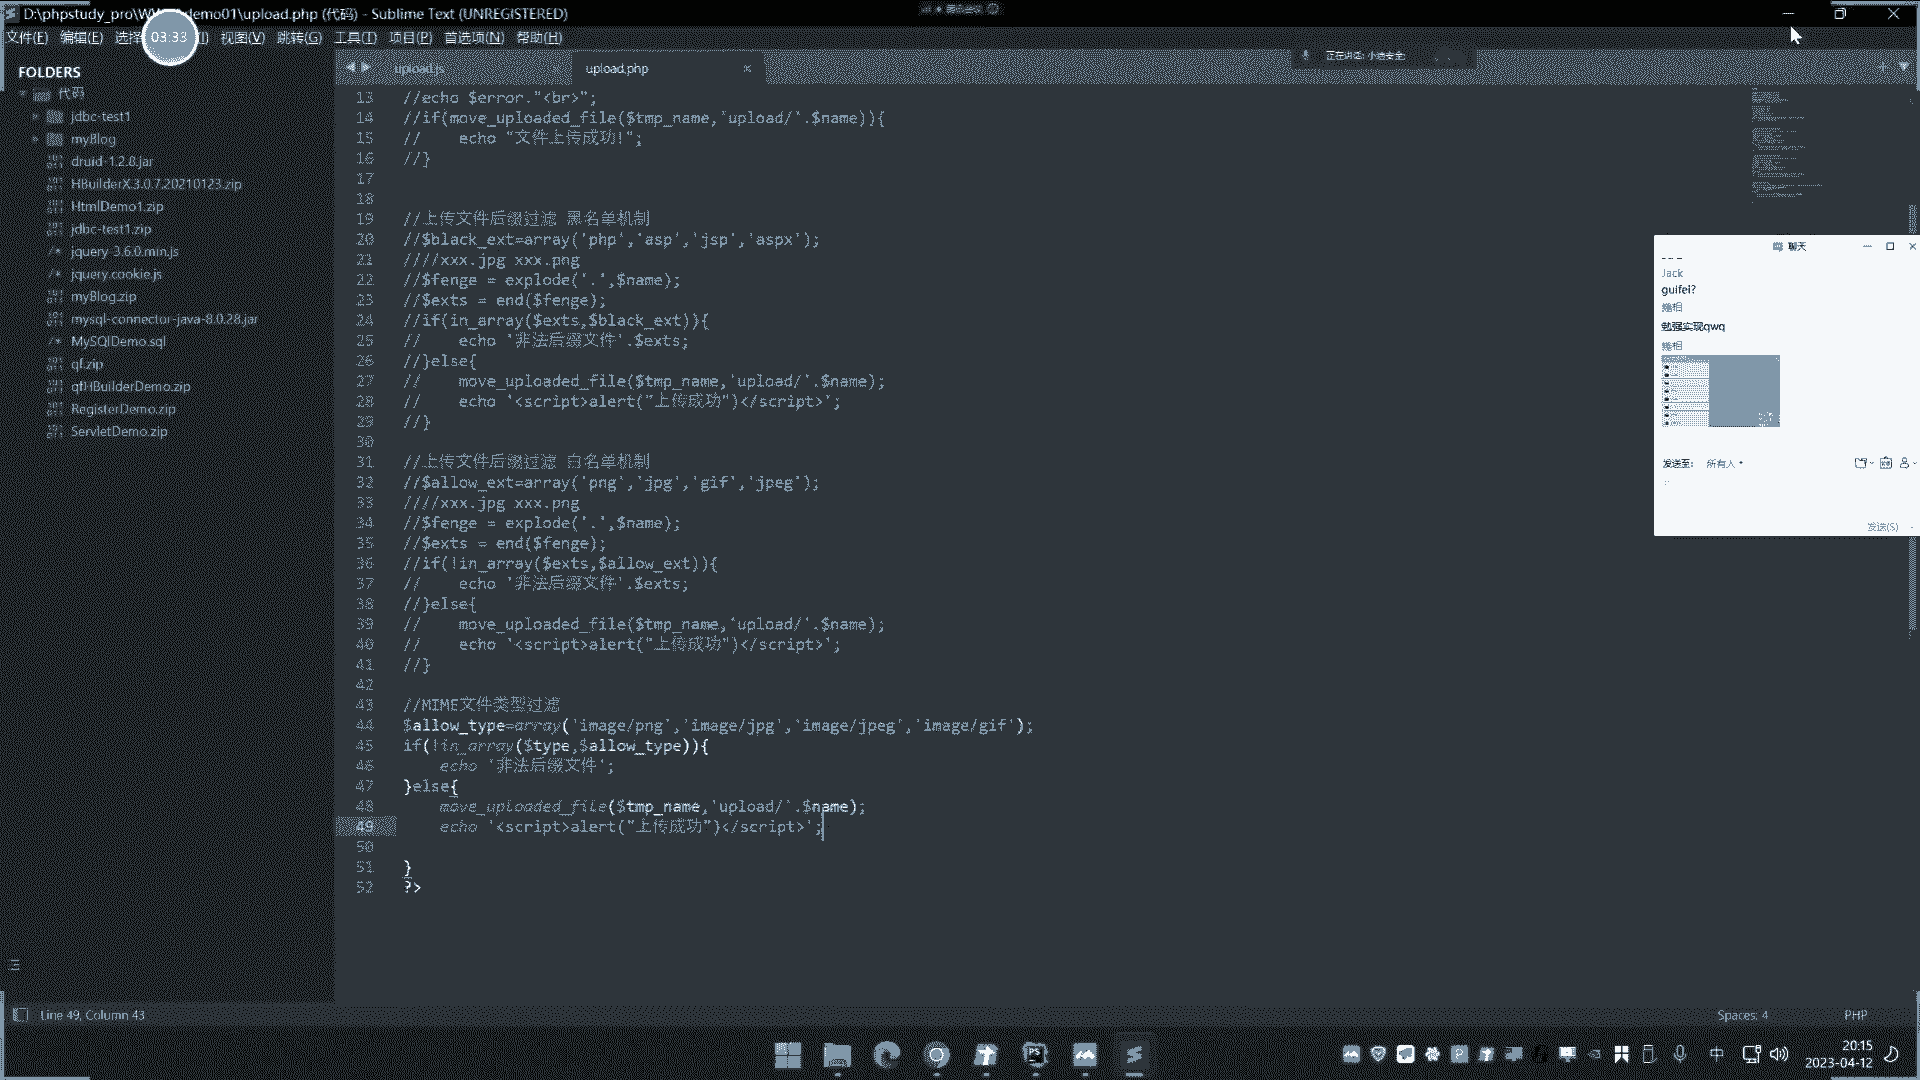 D:\phpstudy_pro\WW demo01\upload.php (代码) - Sublime Text (UNREGISTERED)
文件(F) 编辑(E) 选择 03:33 视图(V) 跳转(G) 工具(T) 项目(P) 首选项(N) 帮助(H)
FOLDERS
代码
jdbc-test1
myBlog
druid-1.2.8.jar
HBuilderX.3.0.7.20210123.zip
HtmlDemo1.zip
jdbc-test1.zip
jquery-3.6.0.min.js
jquery.cookie.js
myBlog.zip
mysql-connector-java-8.0.28.jar
MySQlDemo.sql
qf.zip
qfHBuilderDemo.zip
RegisterDemo.zip
ServletDemo.zip
upload.js
upload.php
正在讲话: 小迪安全;
13 //echo $error."<br>";
14 //if(move_uploaded_file($tmp_name,'upload/'.$name)){
15 // echo "文件上传成功!";
16 //}
17
18
19 //上传文件后缀过滤 黑名单机制
20 //$black_ext=array('php','asp','jsp','aspx');
21 ////xxx.jpg xxx.png
22 //$fenge = explode('.',$name);
23 //$exts = end($fenge);
24 //if(in_array($exts,$black_ext)){
25 // echo '非法后缀文件'.$exts;
26 //}else{
27 // move_uploaded_file($tmp_name,'upload/'.$name);
28 // echo '<script>alert("上传成功")</script>';
29 //}
30
31 //上传文件后缀过滤 白名单机制
32 //$allow_ext=array('png','jpg','gif','jpeg');
33 ////xxx.jpg xxx.png
34 //$fenge = explode('.',$name);
35 //$exts = end($fenge);
36 //if(!in_array($exts,$allow_ext)){
37 // echo '非法后缀文件'.$exts;
38 //}else{
39 // move_uploaded_file($tmp_name,'upload/'.$name);
40 // echo '<script>alert("上传成功")</script>';
41 //}
42
43 //MIME文件类型过滤
44 $allow_type=array('image/png','image/jpg','image/jpeg','image/gif');
45 if(!in_array($type,$allow_type)){
46 echo '非法后缀文件';
47 }else{
48 move_uploaded_file($tmp_name,'upload/'.$name);
49 echo '<script>alert("上传成功")</script>';
50
51 }
52 ?>
聊天
Jack
guifei?
勉强实现qwq
发送至: 所有人
发送(S)
Line 49, Column 43
Spaces: 4
PHP
中
20:15
2023-04-12